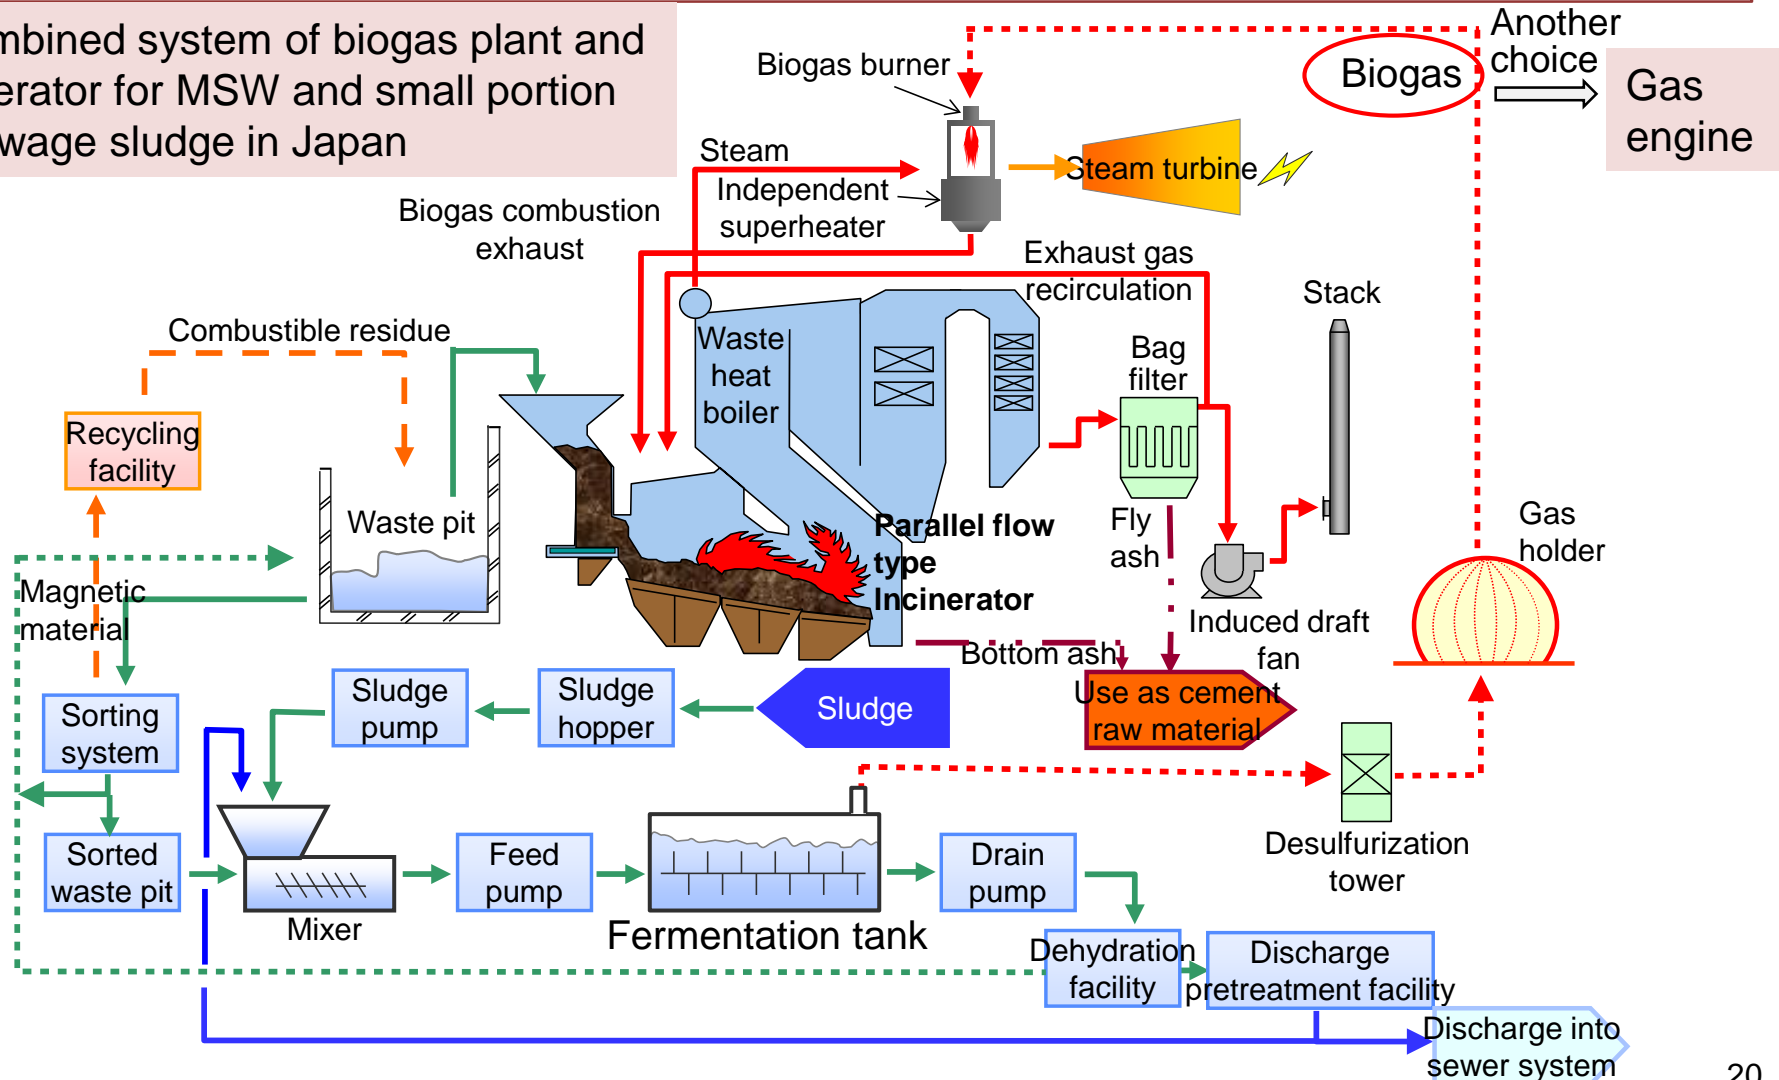 mbined system of biogas plant and
erator for MSW and small portion
wage sludge in Japan
Another
choice
Biogas
Gas
engine
Biogas burner
Steam
Independent
superheater
Steam turbine
Biogas combustion
exhaust
Exhaust gas
recirculation
Stack
Combustible residue
Waste
heat
boiler
Bag
filter
Recycling
facility
Waste pit
Parallel flow
type
Incinerator
Fly
ash
Gas
holder
Magnetic
material
Induced draft
fan
Bottom ash
Sludge
pump
Sludge
hopper
Sludge
Use as cement
raw material
Sorting
system
Desulfurization
tower
Sorted
waste pit
Mixer
Feed
pump
Fermentation tank
Drain
pump
Dehydration
facility
Discharge
pretreatment facility
Discharge into
sewer system
20